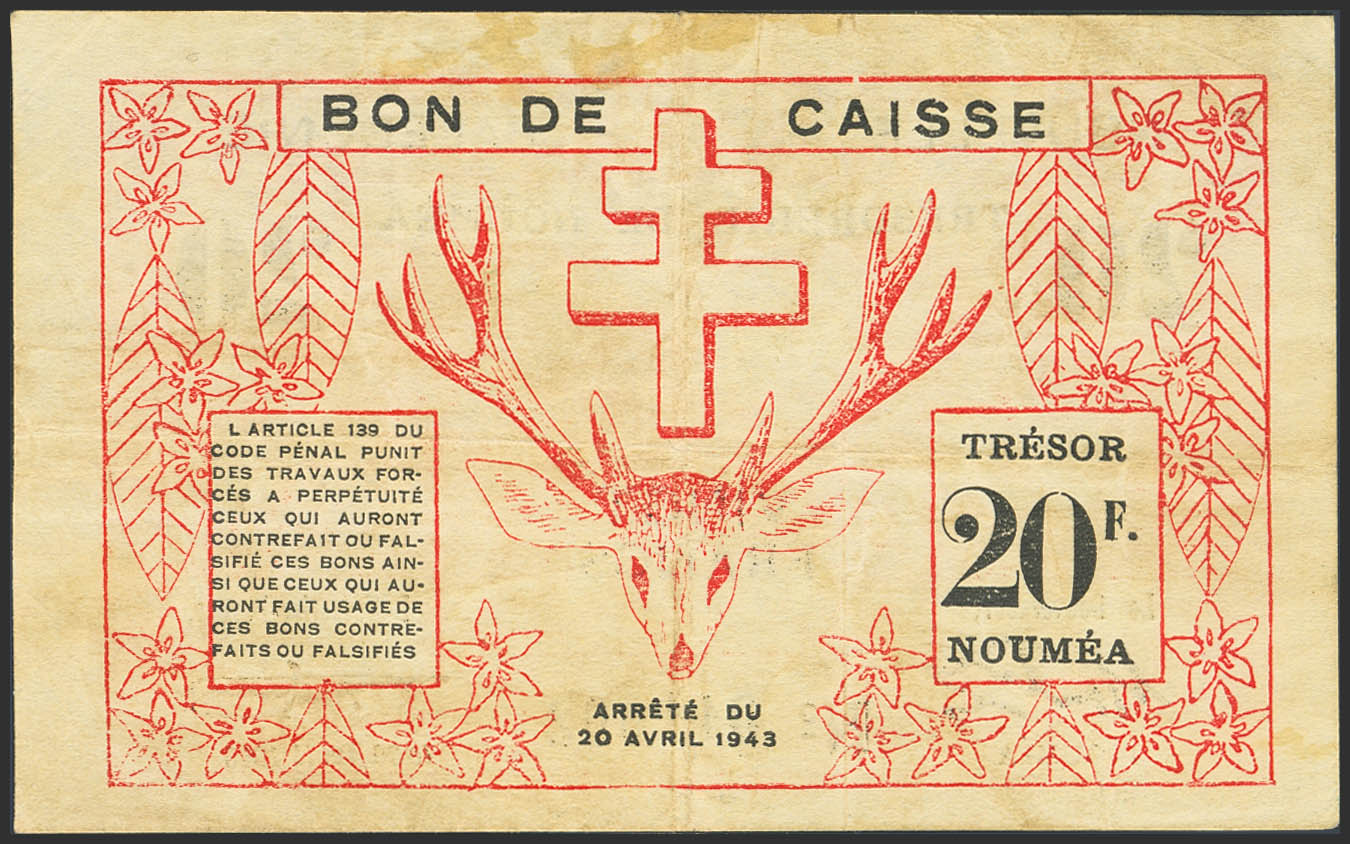 BON DE CAISSE
L ARTICLE 139 DU
CODE PÉNAL PUNIT
DES TRAVAUX FOR-
CÉS A PERPÉTUITÉ
CEUX QUI AURONT
CONTREFAIT OU FAL-
SIFIÉ CES BONS AIN-
SI QUE CEUX QUI AU-
RONT FAIT USAGE DE
CES BONS CONTRE-
FAITS OU FALSIFIÉS
TRÉSOR
20 F.
NOUMÉA
ARRÊTÉ DU
20 AVRIL 1943